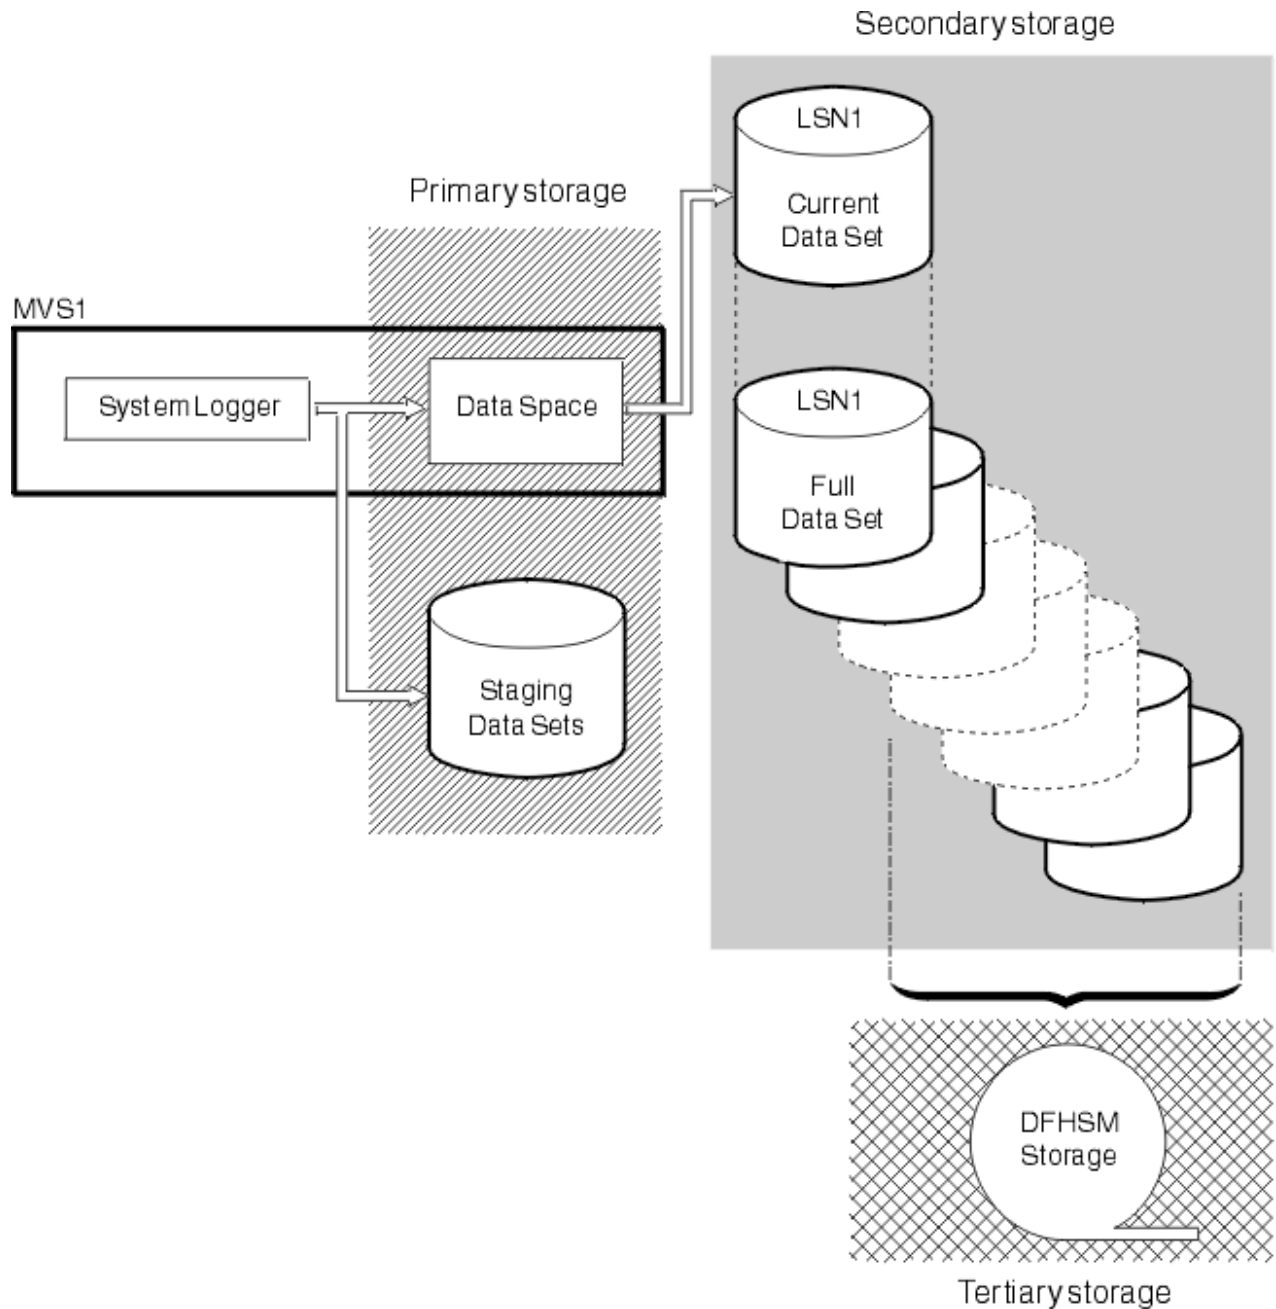 Secondary storage
LSN1
Current
Data Set
Primary storage
MVS1
System Logger
Data Space
LSN1
Full
Data Set
Staging
Data Sets
DFHSM
Storage
Tertiary storage